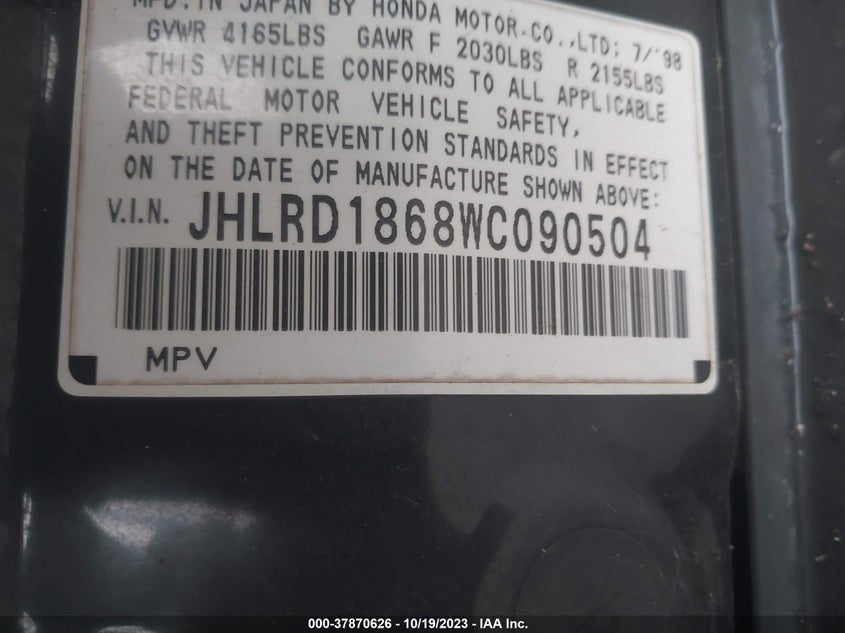 MFD. IN JAPAN BY HONDA MOTOR.CO.,LTD; 7/'98
GVWR 4165LBS GAWR F 2030LBS R 2155LBS
THIS VEHICLE CONFORMS TO ALL APPLICABLE
FEDERAL MOTOR VEHICLE SAFETY,
AND THEFT PREVENTION STANDARDS IN EFFECT
ON THE DATE OF MANUFACTURE SHOWN ABOVE:
V.I.N. JHLRD1868WC090504
MPV
000-37870626 - 10/19/2023 - IAA Inc.